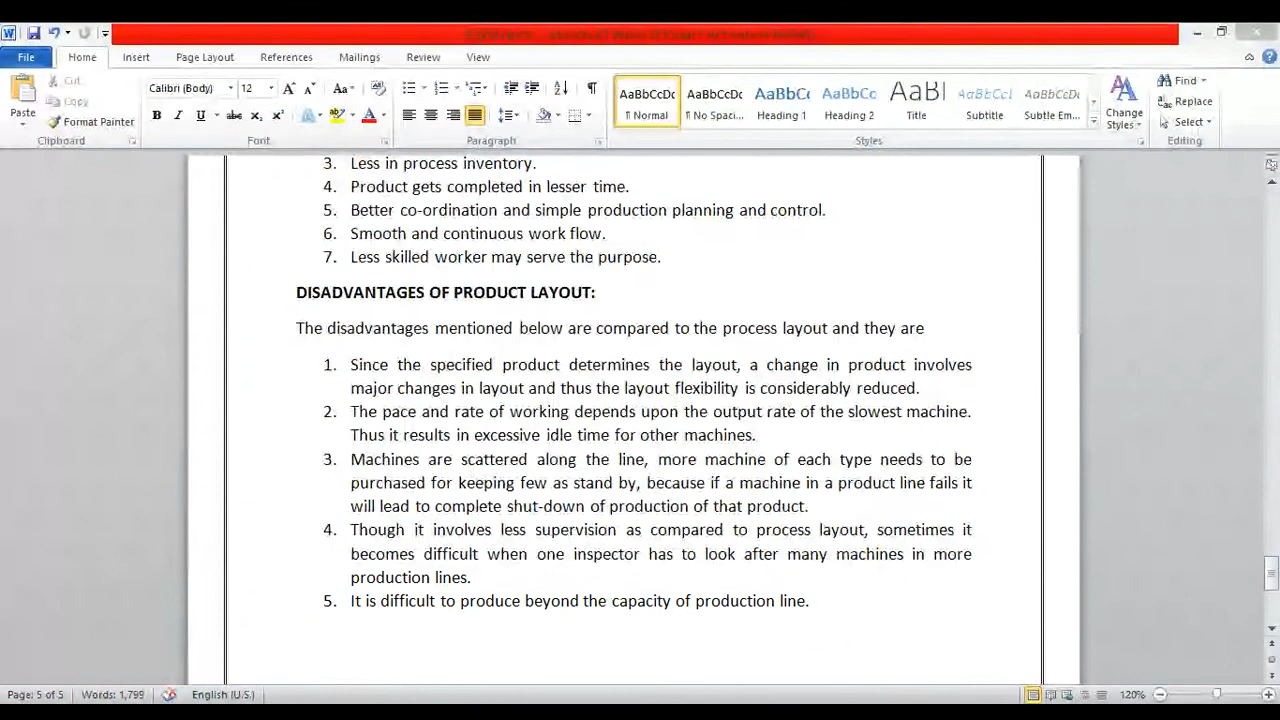 File
Home
Insert
Page Layout
References
Mailings
Review
View
Paste
Cut
Copy
Format Painter
Clipboard
Calibri (Body)
12
Aa
B I U abc X₂ X²
A
Font
Paragraph
AaBbCcDc
¶ Normal
AaBbCcDc
¶ No Spaci...
AaBbC(
Heading 1
AaBbCc
Heading 2
AaBl
Title
AaBbCc.
Subtitle
AaBbCcDc
Subtle Em...
Change
Styles
Styles
Find
Replace
Select
Editing
3. Less in process inventory.
4. Product gets completed in lesser time.
5. Better co-ordination and simple production planning and control.
6. Smooth and continuous work flow.
7. Less skilled worker may serve the purpose.
DISADVANTAGES OF PRODUCT LAYOUT:
The disadvantages mentioned below are compared to the process layout and they are
1. Since the specified product determines the layout, a change in product involves
major changes in layout and thus the layout flexibility is considerably reduced.
2. The pace and rate of working depends upon the output rate of the slowest machine.
Thus it results in excessive idle time for other machines.
3. Machines are scattered along the line, more machine of each type needs to be
purchased for keeping few as stand by, because if a machine in a product line fails it
will lead to complete shut-down of production of that product.
4. Though it involves less supervision as compared to process layout, sometimes it
becomes difficult when one inspector has to look after many machines in more
production lines.
5. It is difficult to produce beyond the capacity of production line.
Page: 5 of 5
Words: 1,799
English (U.S.)
120%